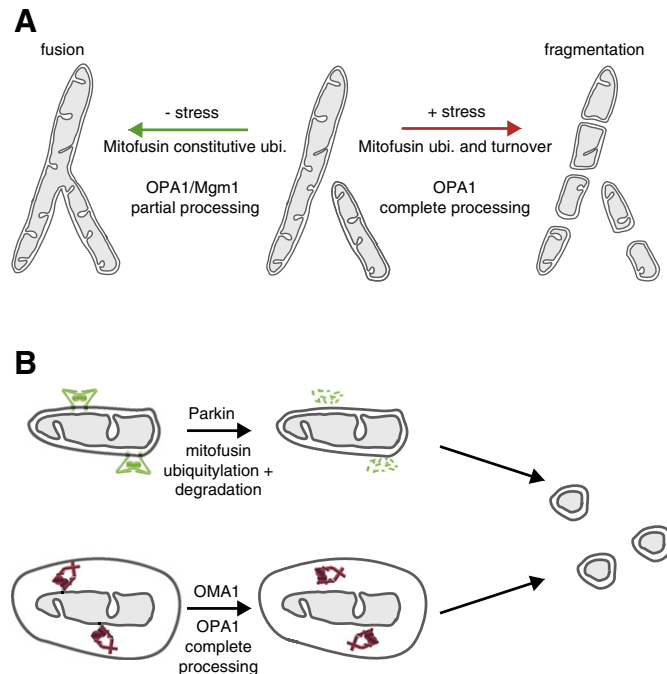 A
fusion
fragmentation
- stress
+ stress
Mitofusin constitutive ubi.
Mitofusin ubi. and turnover
OPA1/Mgm1
partial processing
OPA1
complete processing
B
Parkin
mitofusin
ubiquitylation +
degradation
OMA1
OPA1
complete
processing